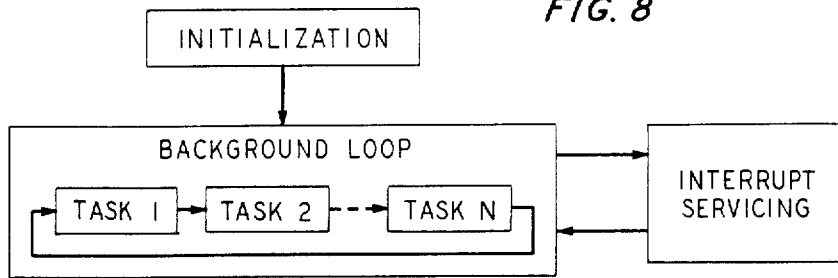 FIG. 8
INITIALIZATION
BACKGROUND LOOP
TASK 1
TASK 2
TASK N
INTERRUPT
SERVICING